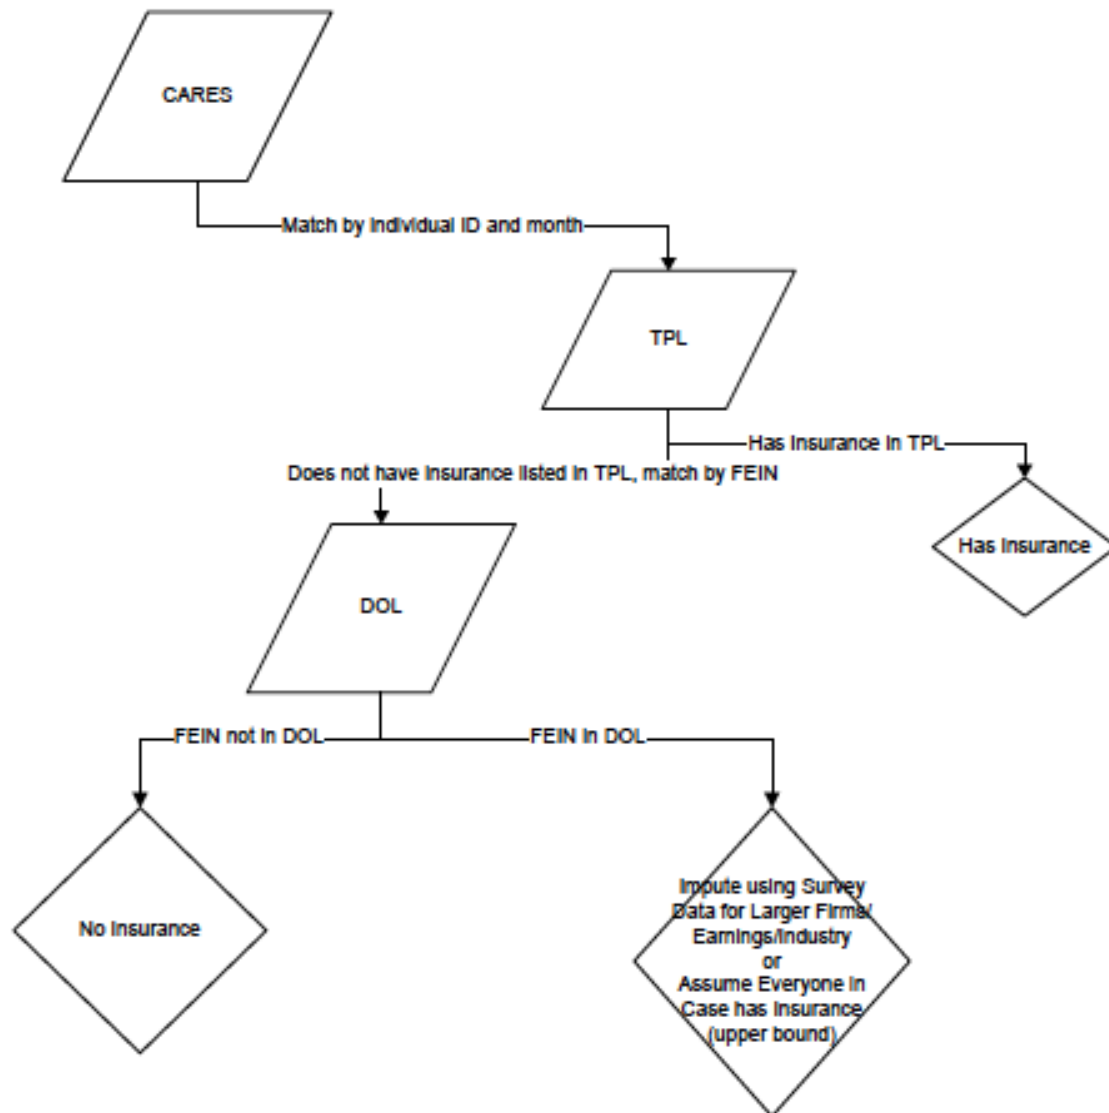 CARES
Match by Individual ID and month
TPL
Has Insurance in TPL
Does not have Insurance listed in TPL, match by FEIN
Has Insurance
DOL
FEIN not in DOL
FEIN in DOL
No Insurance
Impute using Survey
Data for Larger Firms/
Earnings/Industry
or
Assume Everyone in
Case has Insurance
(upper bound)